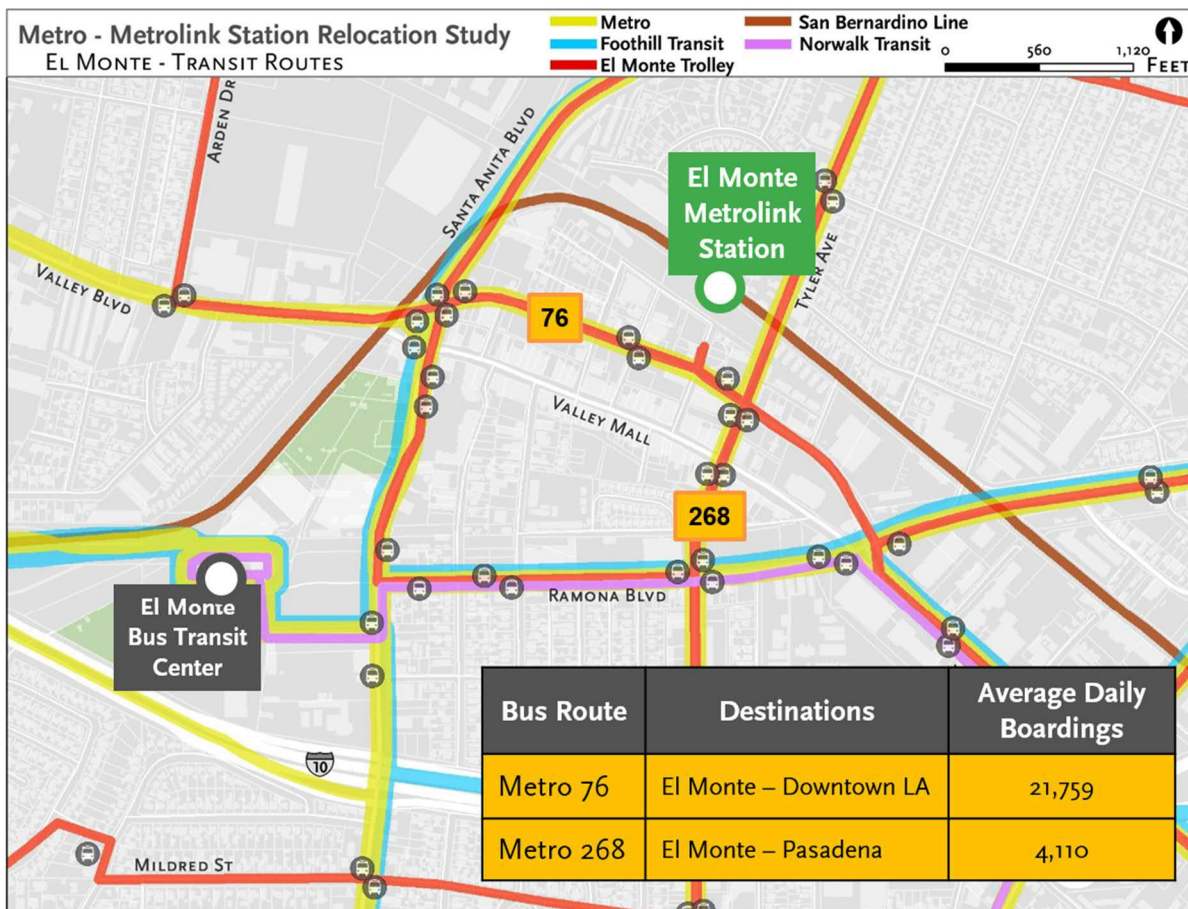 Metro - Metrolink Station Relocation Study
El Monte - Transit Routes
Metro
Foothill Transit
El Monte Trolley
San Bernardino Line
Norwalk Transit
0 560 1,120
Feet
Arden Dr
Santa Anita Blvd
El Monte
Metrolink
Station
Valley Blvd
Tyler Ave
76
Valley Mall
268
Ramona Blvd
El Monte
Bus Transit
Center
10
Mildred St
Bus Route Destinations Average Daily
Boardings
Metro 76 El Monte – Downtown LA 21,759
Metro 268 El Monte – Pasadena 4,110